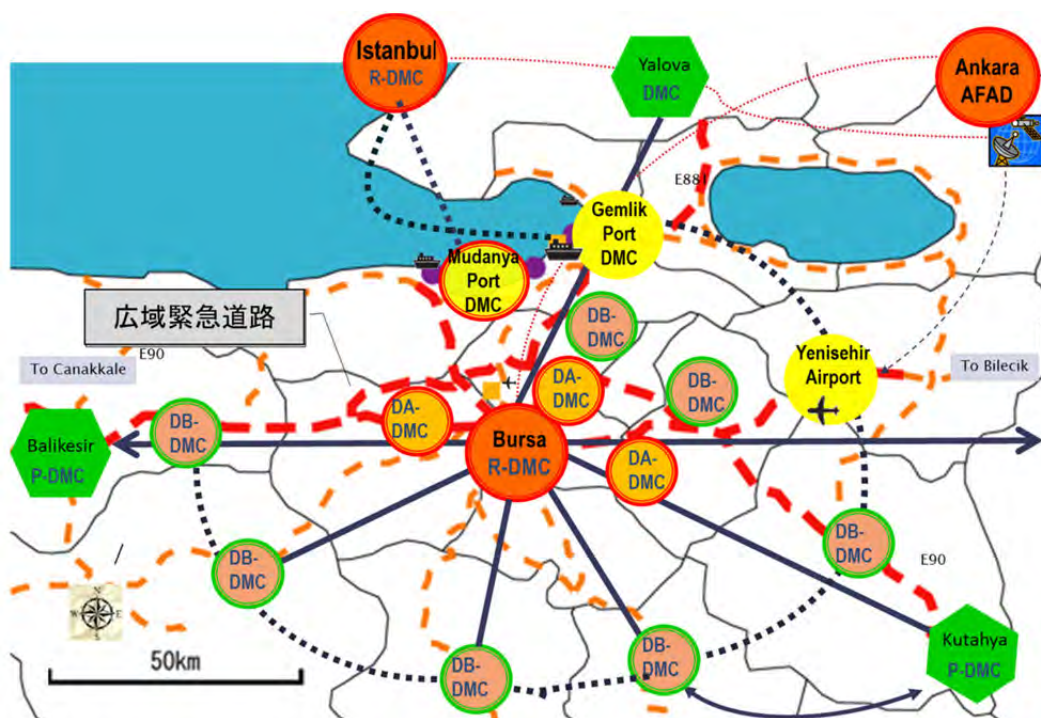 Istanbul
R-DMC
Yalova
DMC
Ankara
AFAD
E881
Gemlik
Port
DMC
Mudanya
Port
DMC
広域緊急道路
DB-
DMC
E90
To Canakkale
Yenisehir
Airport
To Bilecik
DA-
DMC
DB-
DMC
DA-
DMC
DB-
DMC
Balikesir
P-DMC
Bursa
R-DMC
DA-
DMC
DB-
DMC
DB-
DMC
E90
N
W
E
S
50km
DB-
DMC
DB-
DMC
Kutahya
P-DMC